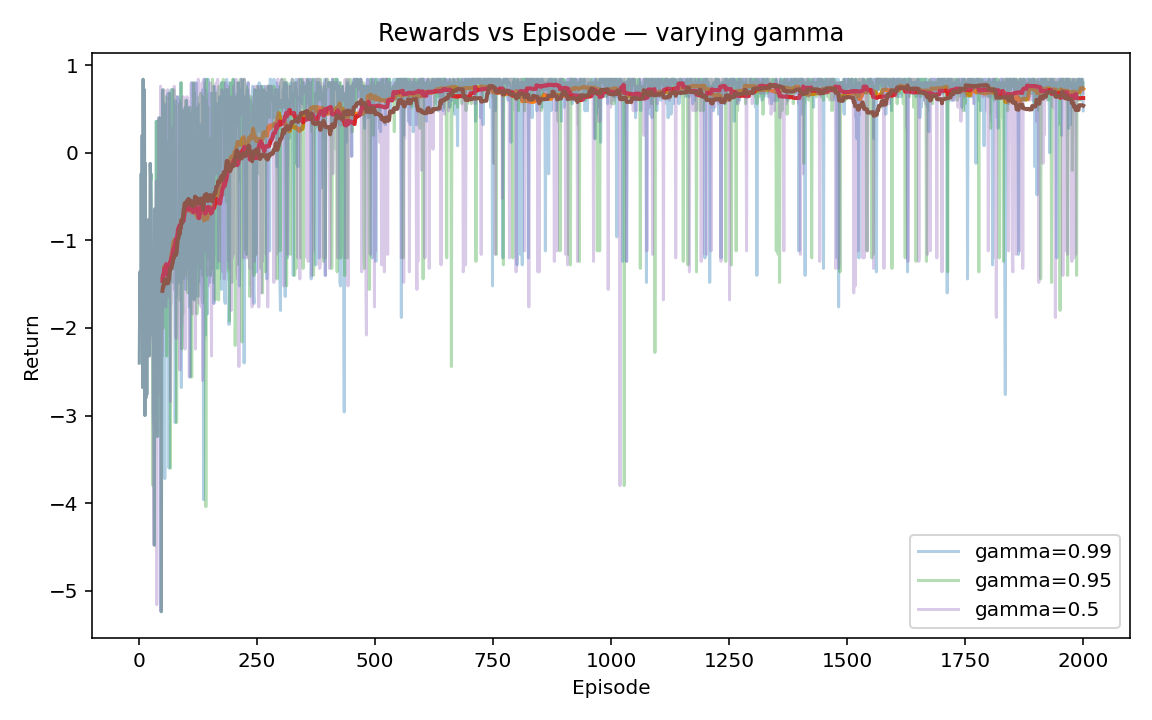 Rewards vs Episode — varying gamma
Return
1
0
−1
−2
−3
−4
−5
0
250
500
750
1000
1250
1500
1750
2000
Episode
gamma=0.99
gamma=0.95
gamma=0.5